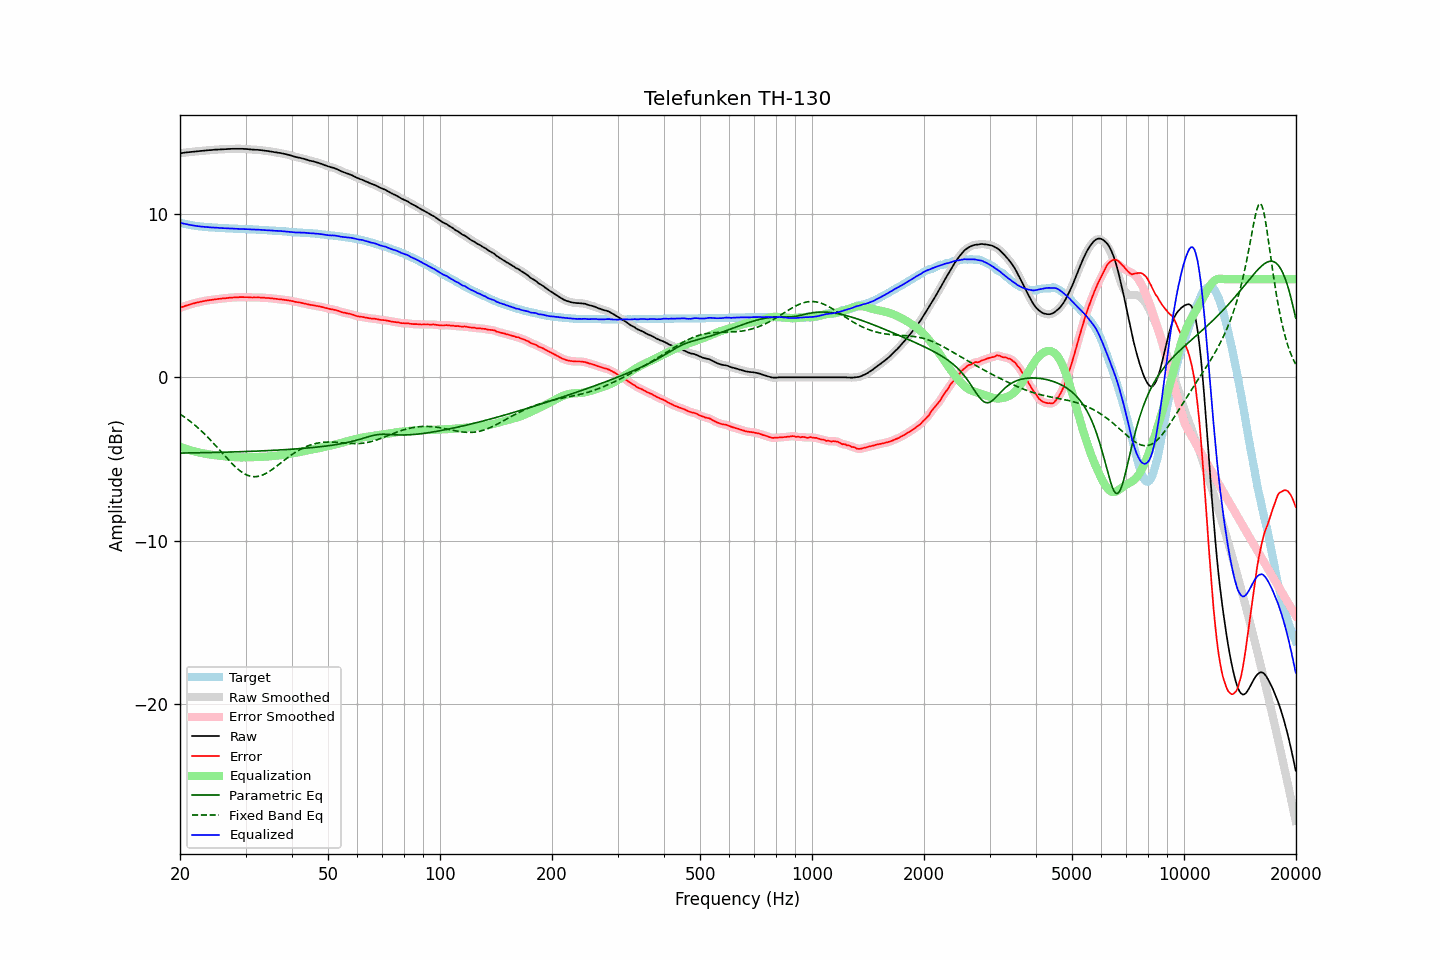 Telefunken TH-130
Amplitude (dBr)
10
0
−10
−20
Target
Raw Smoothed
Error Smoothed
Raw
Error
Equalization
Parametric Eq
Fixed Band Eq
Equalized
20 50 100 200 500 1000 2000 5000 10000 20000
Frequency (Hz)